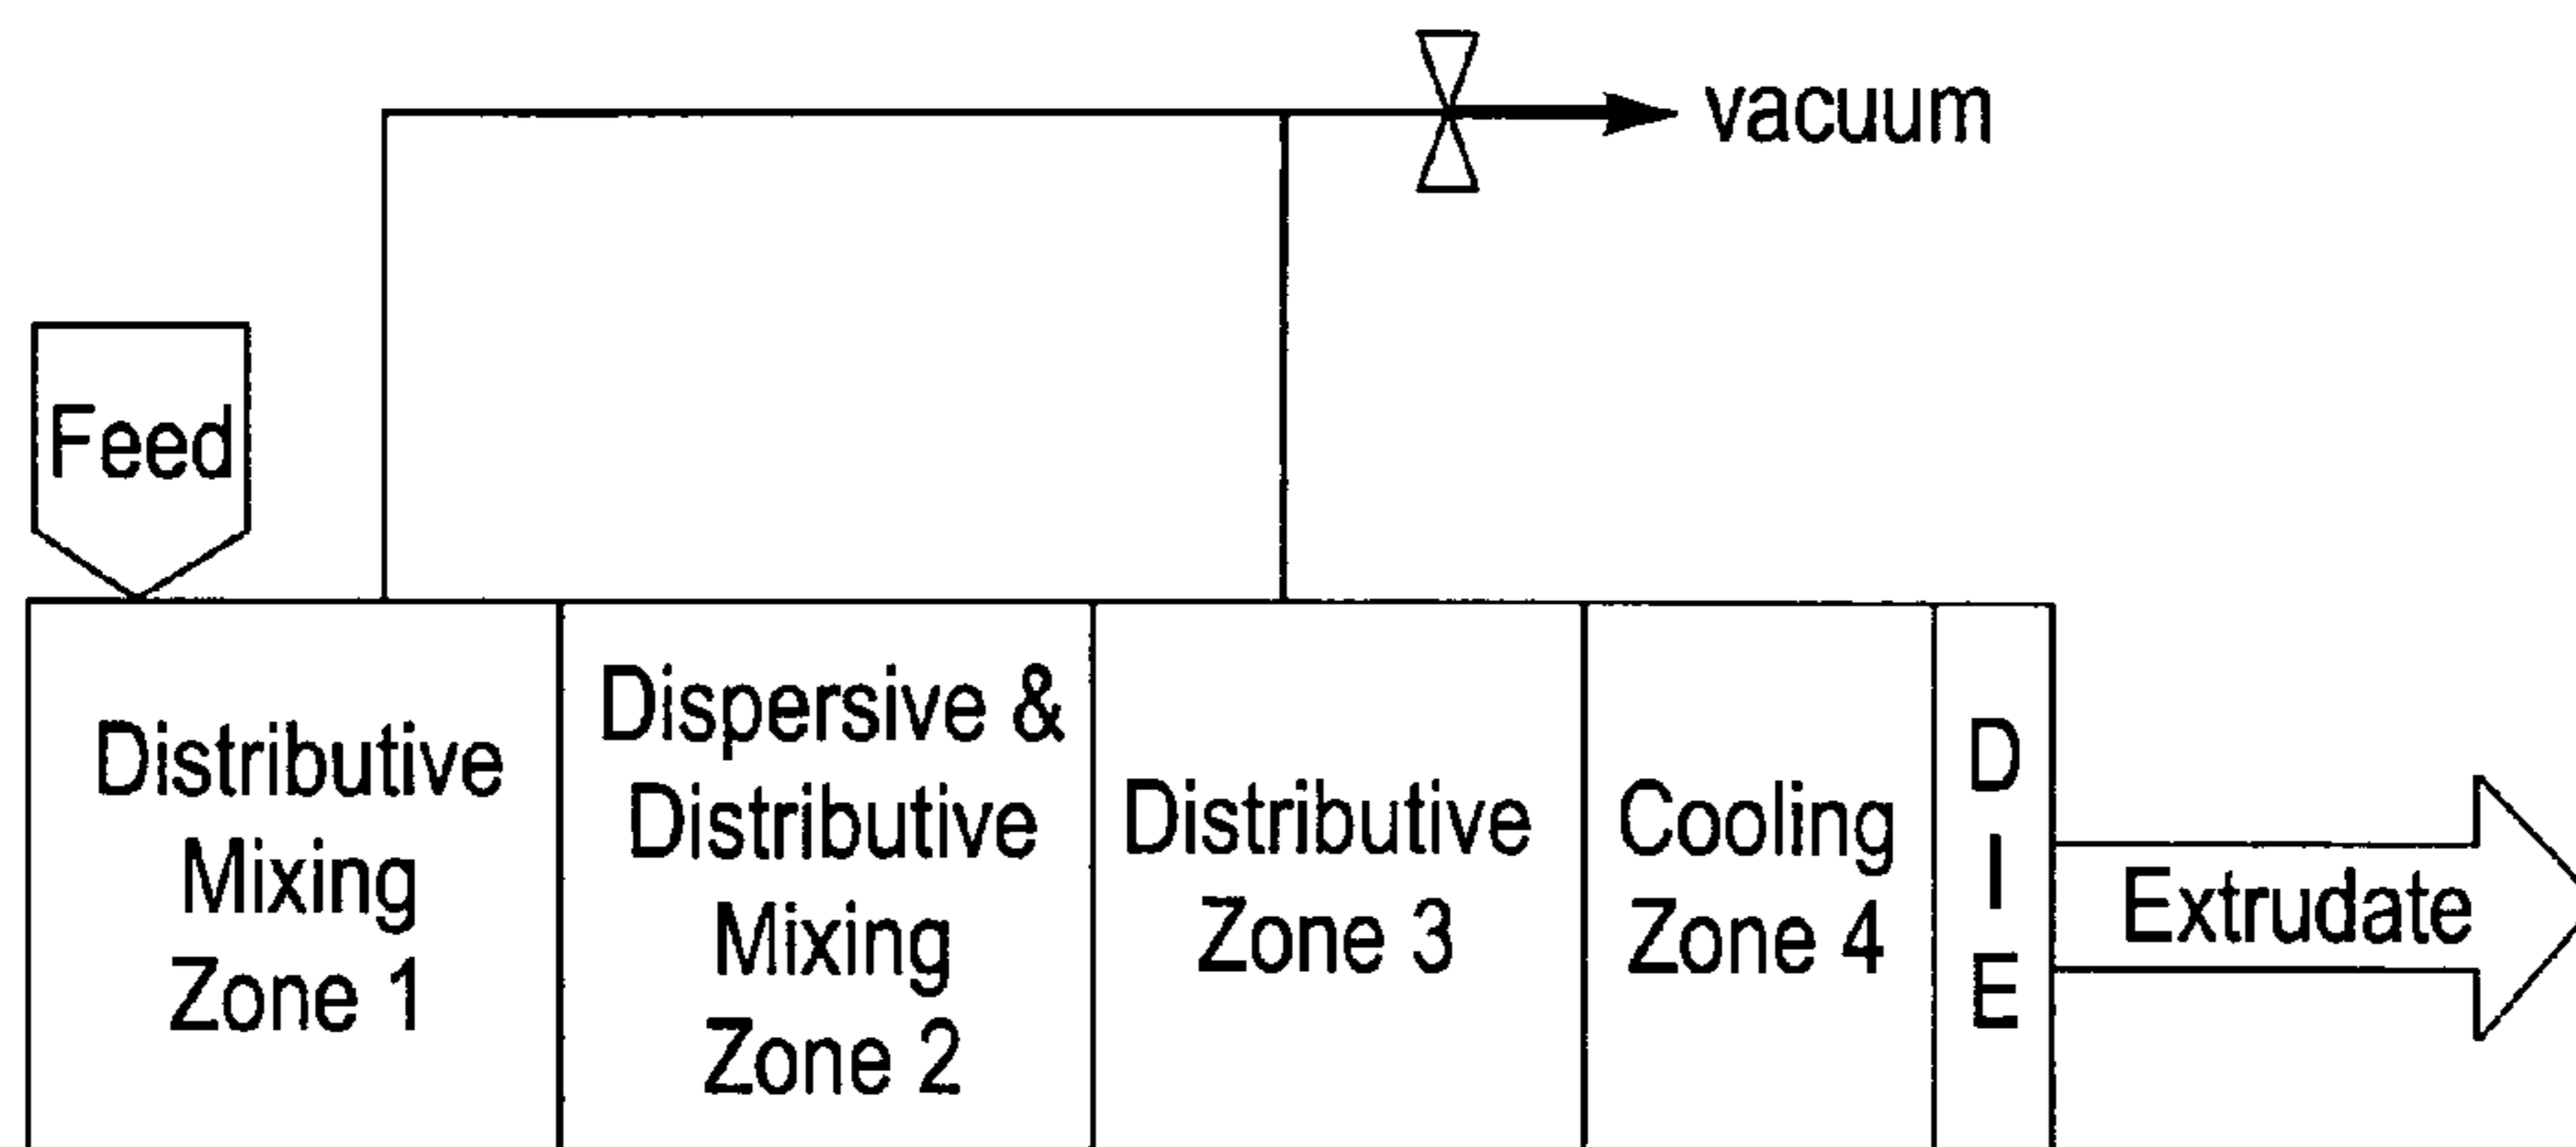 vacuum
Feed
Distributive
Mixing
Zone 1
Dispersive &
Distributive
Mixing
Zone 2
Distributive
Zone 3
Cooling
Zone 4
D
I
E
Extrudate